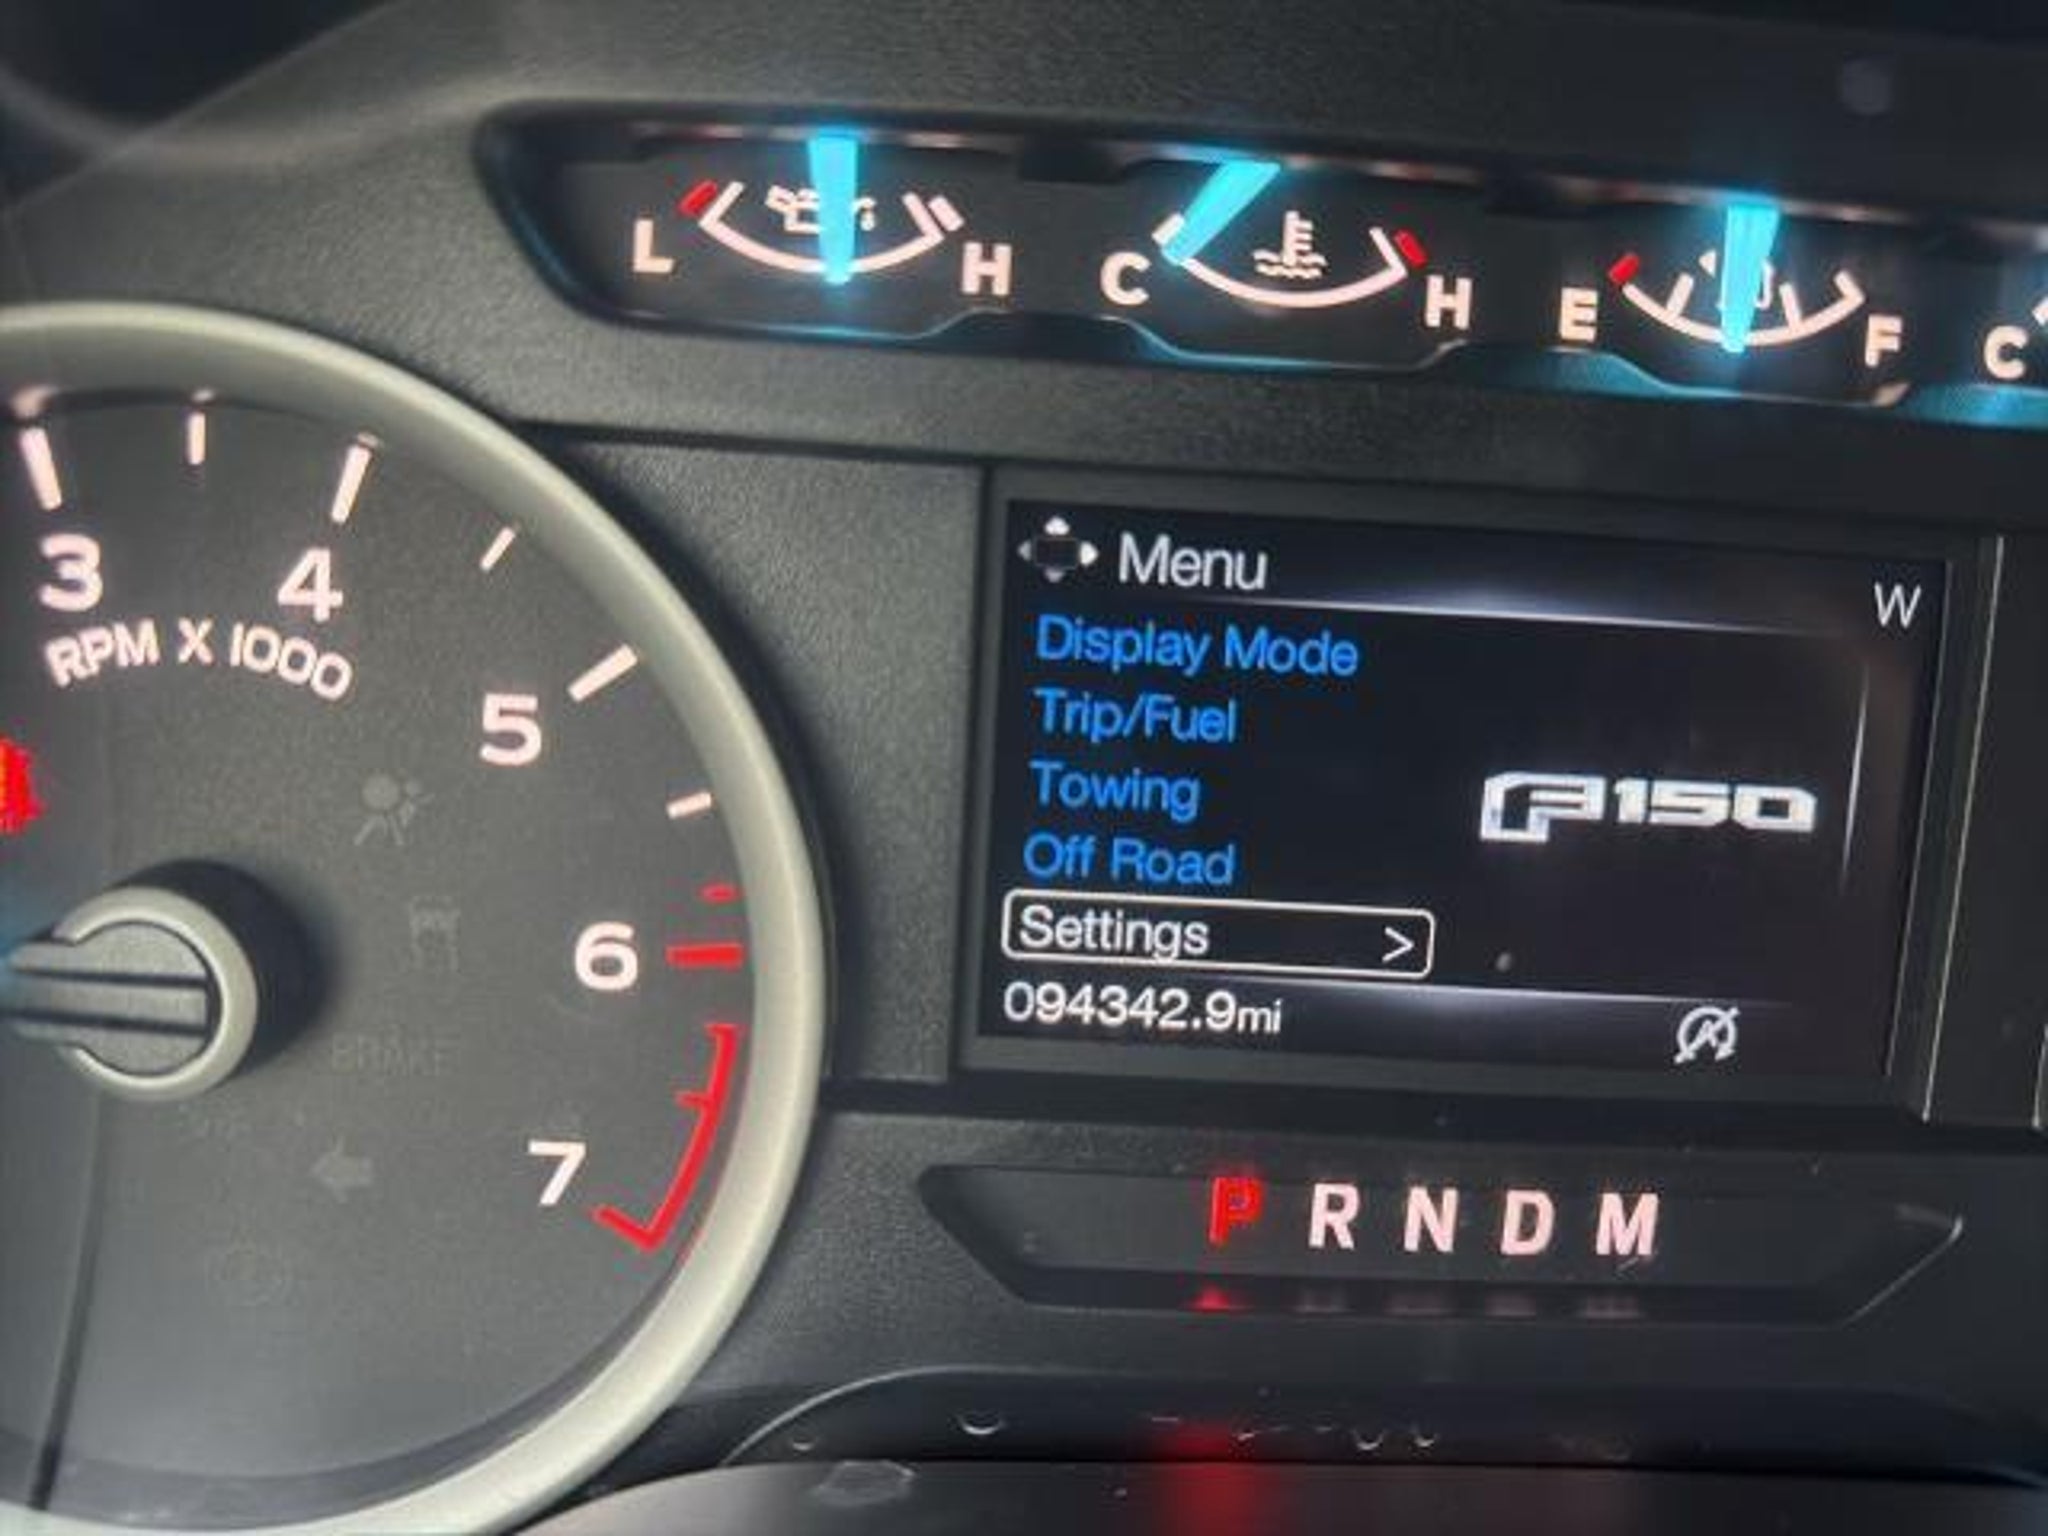 L H C H E F C
3 4 5 6 7
RPM X 1000
BRAKE
Menu
W
Display Mode
Trip/Fuel
Towing
Off Road
F150
Settings >
094342.9mi
P R N D M